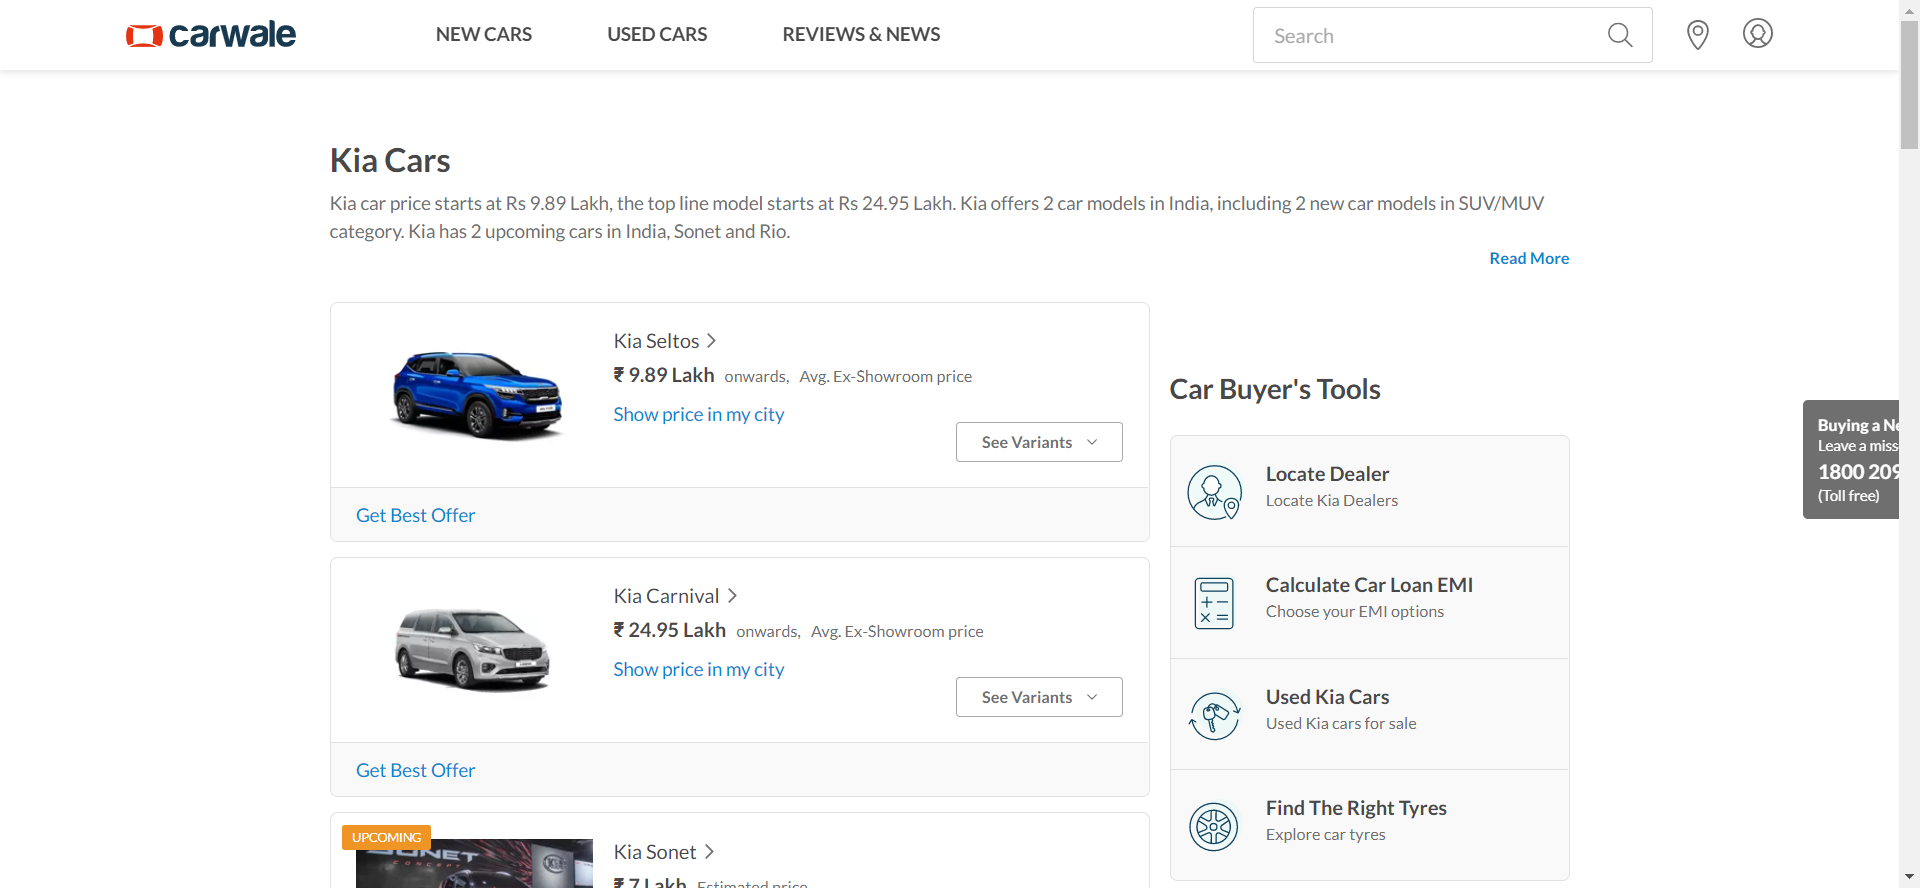 carwale
NEW CARS
USED CARS
REVIEWS & NEWS
Search
Kia Cars
Kia car price starts at Rs 9.89 Lakh, the top line model starts at Rs 24.95 Lakh. Kia offers 2 car models in India, including 2 new car models in SUV/MUV
category. Kia has 2 upcoming cars in India, Sonet and Rio.
Read More
Kia Seltos
₹ 9.89 Lakh onwards, Avg. Ex-Showroom price
Show price in my city
See Variants
Get Best Offer
Kia Carnival
₹ 24.95 Lakh onwards, Avg. Ex-Showroom price
Show price in my city
See Variants
Get Best Offer
UPCOMING
SONET
CONCEPT
Kia Sonet
₹ 7 Lakh Estimated price
Car Buyer's Tools
Locate Dealer
Locate Kia Dealers
Calculate Car Loan EMI
Choose your EMI options
Used Kia Cars
Used Kia cars for sale
Find The Right Tyres
Explore car tyres
Buying a Ne
Leave a miss
1800 209
(Toll free)